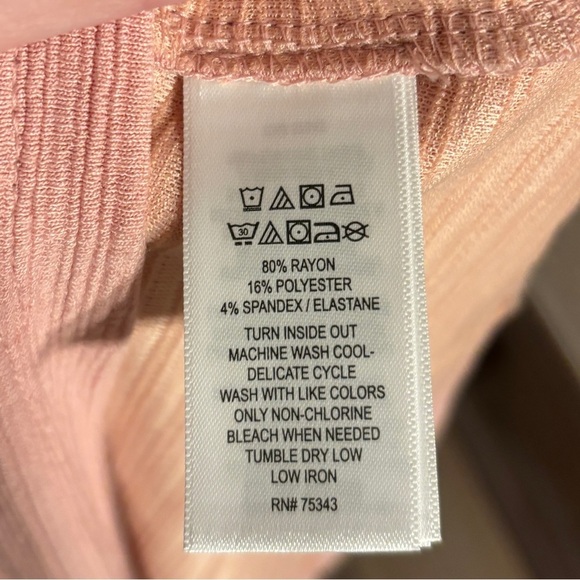 30
80% RAYON
16% POLYESTER
4% SPANDEX / ELASTANE
TURN INSIDE OUT
MACHINE WASH COOL-
DELICATE CYCLE
WASH WITH LIKE COLORS
ONLY NON-CHLORINE
BLEACH WHEN NEEDED
TUMBLE DRY LOW
LOW IRON
RN# 75343